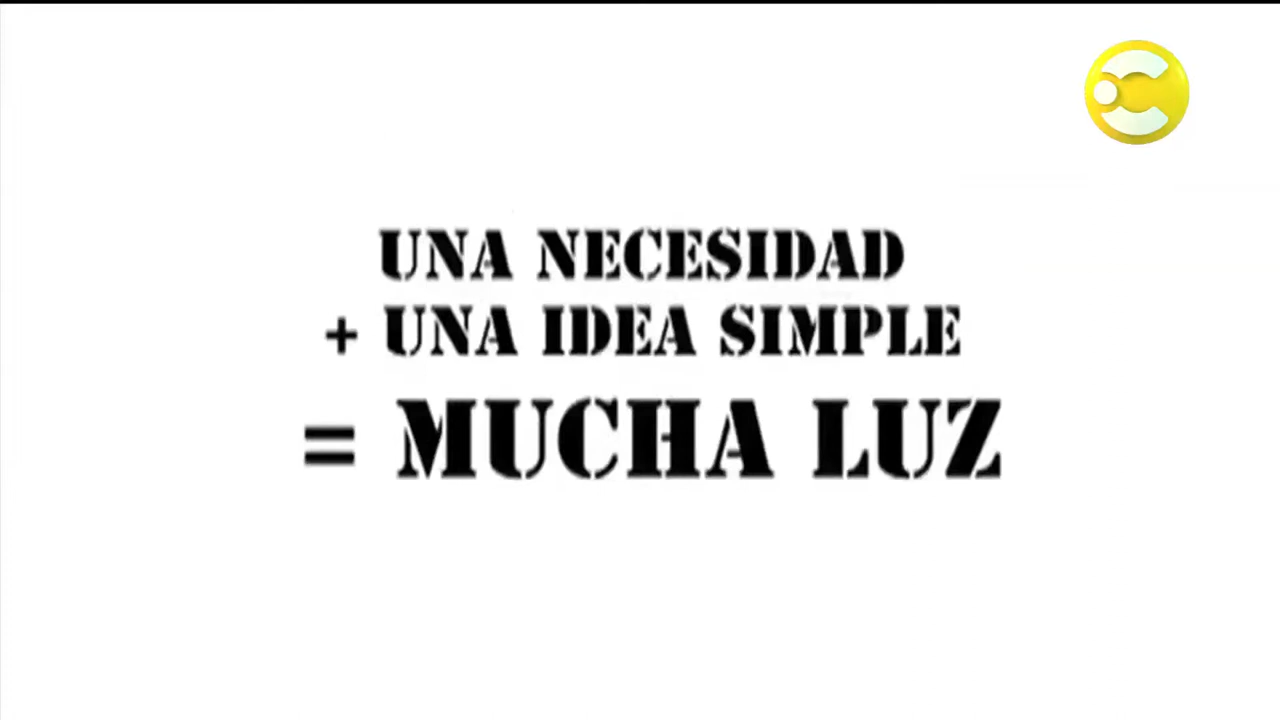 UNA NECESIDAD
+ UNA IDEA SIMPLE
= MUCHA LUZ